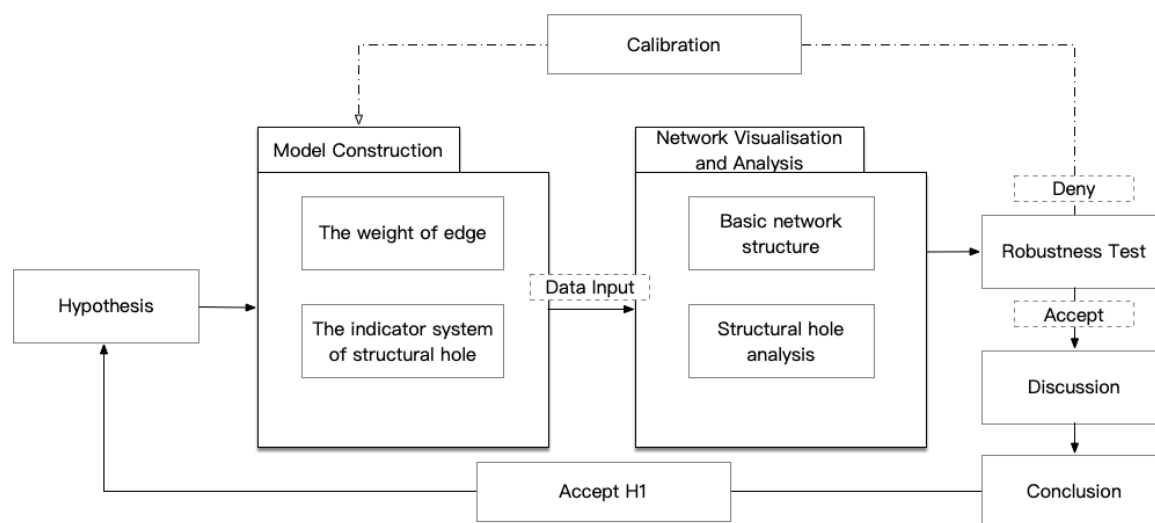 Calibration
Model Construction
Network Visualisation
and Analysis
Deny
The weight of edge
Basic network
structure
Robustness Test
Hypothesis
Data Input
The indicator system
of structural hole
Structural hole
analysis
Accept
Discussion
Accept H1
Conclusion